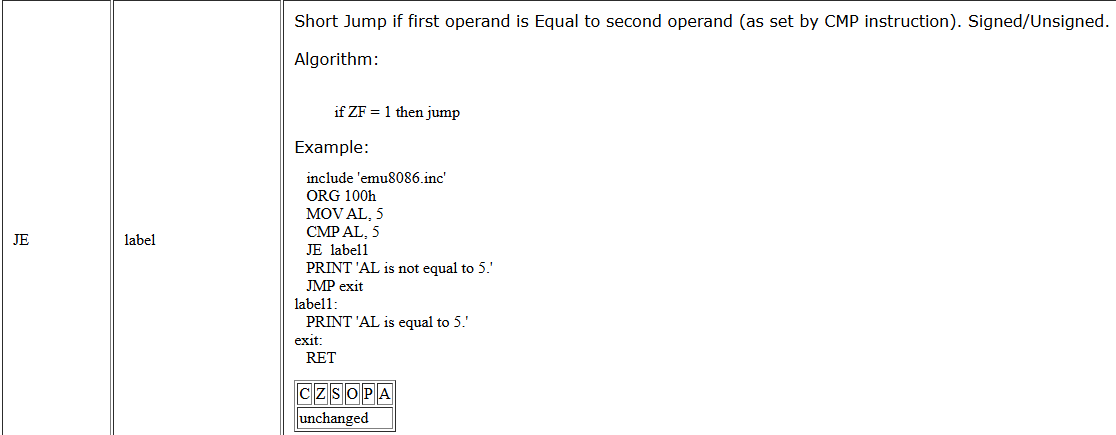 Short Jump if first operand is Equal to second operand (as set by CMP instruction). Signed/Unsigned.
Algorithm:
if ZF = 1 then jump
Example:
include 'emu8086.inc'
ORG 100h
MOV AL, 5
CMP AL, 5
JE label1
PRINT 'AL is not equal to 5.'
JMP exit
label1:
PRINT 'AL is equal to 5.'
exit:
RET
JE
label
C Z S O P A
unchanged